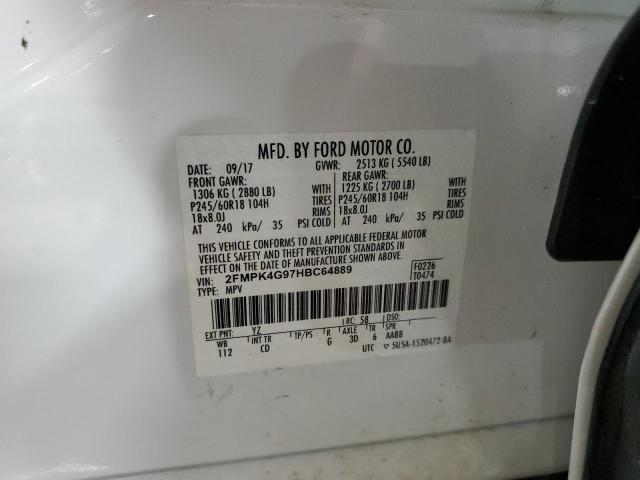 MFD. BY FORD MOTOR CO.
DATE: 09/17 GVWR: 2513 KG ( 5540 LB)
FRONT GAWR: REAR GAWR:
1306 KG ( 2880 LB) WITH 1225 KG ( 2700 LB) WITH
P245/60R18 104H TIRES P245/60R18 104H TIRES
18x8.0J RIMS 18x8.0J RIMS
AT 240 kPa/ 35 PSI COLD AT 240 kPa/ 35 PSI COLD
THIS VEHICLE CONFORMS TO ALL APPLICABLE FEDERAL MOTOR
VEHICLE SAFETY AND THEFT PREVENTION STANDARDS IN
EFFECT ON THE DATE OF MANUFACTURE SHOWN ABOVE.
VIN: 2FMPK4G97HBC64889 F0226
TYPE: MPV T0474
EXT PNT: YZ RC: 58 DSO:
WB INT TR TP/PS R AXLE TR SPR
112 CD G 3D 6 AABB
UTC ▽ 5U5A-1520472-BA